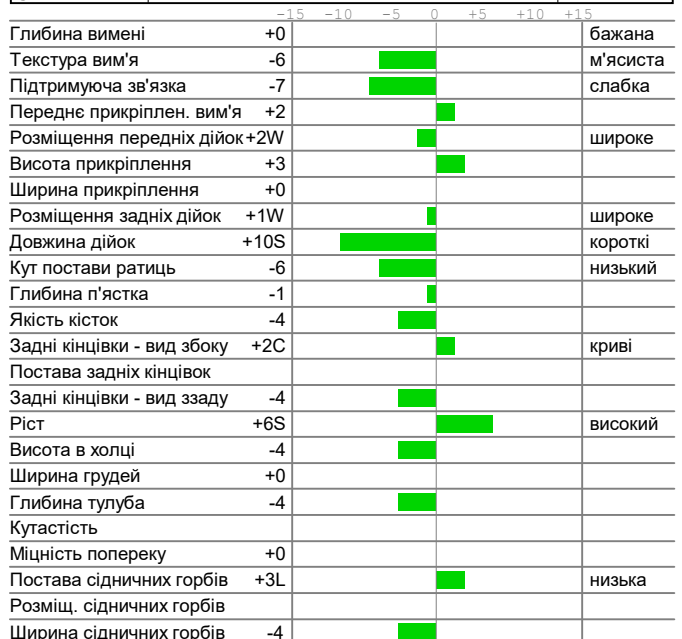 -15 -10 -5 0 +5 +10 +15
Глибина вимені +0 бажана
Текстура вим'я -6 м'ясиста
Підтримуюча зв'язка -7 слабка
Переднє прикріплен. вим'я +2
Розміщення передніх дійок +2W широке
Висота прикріплення +3
Ширина прикріплення +0
Розміщення задніх дійок +1W широке
Довжина дійок +10S короткі
Кут постави ратиць -6 низький
Глибина п'ястка -1
Якість кісток -4
Задні кінцівки - вид збоку +2C криві
Постава задніх кінцівок
Задні кінцівки - вид ззаду -4
Ріст +6S високий
Висота в холці -4
Ширина грудей +0
Глибина тулуба -4
Кутастість
Міцність попереку +0
Постава сідничних горбів +3L низька
Розміщ. сідничних горбів
Ширина сідничних горбів -4